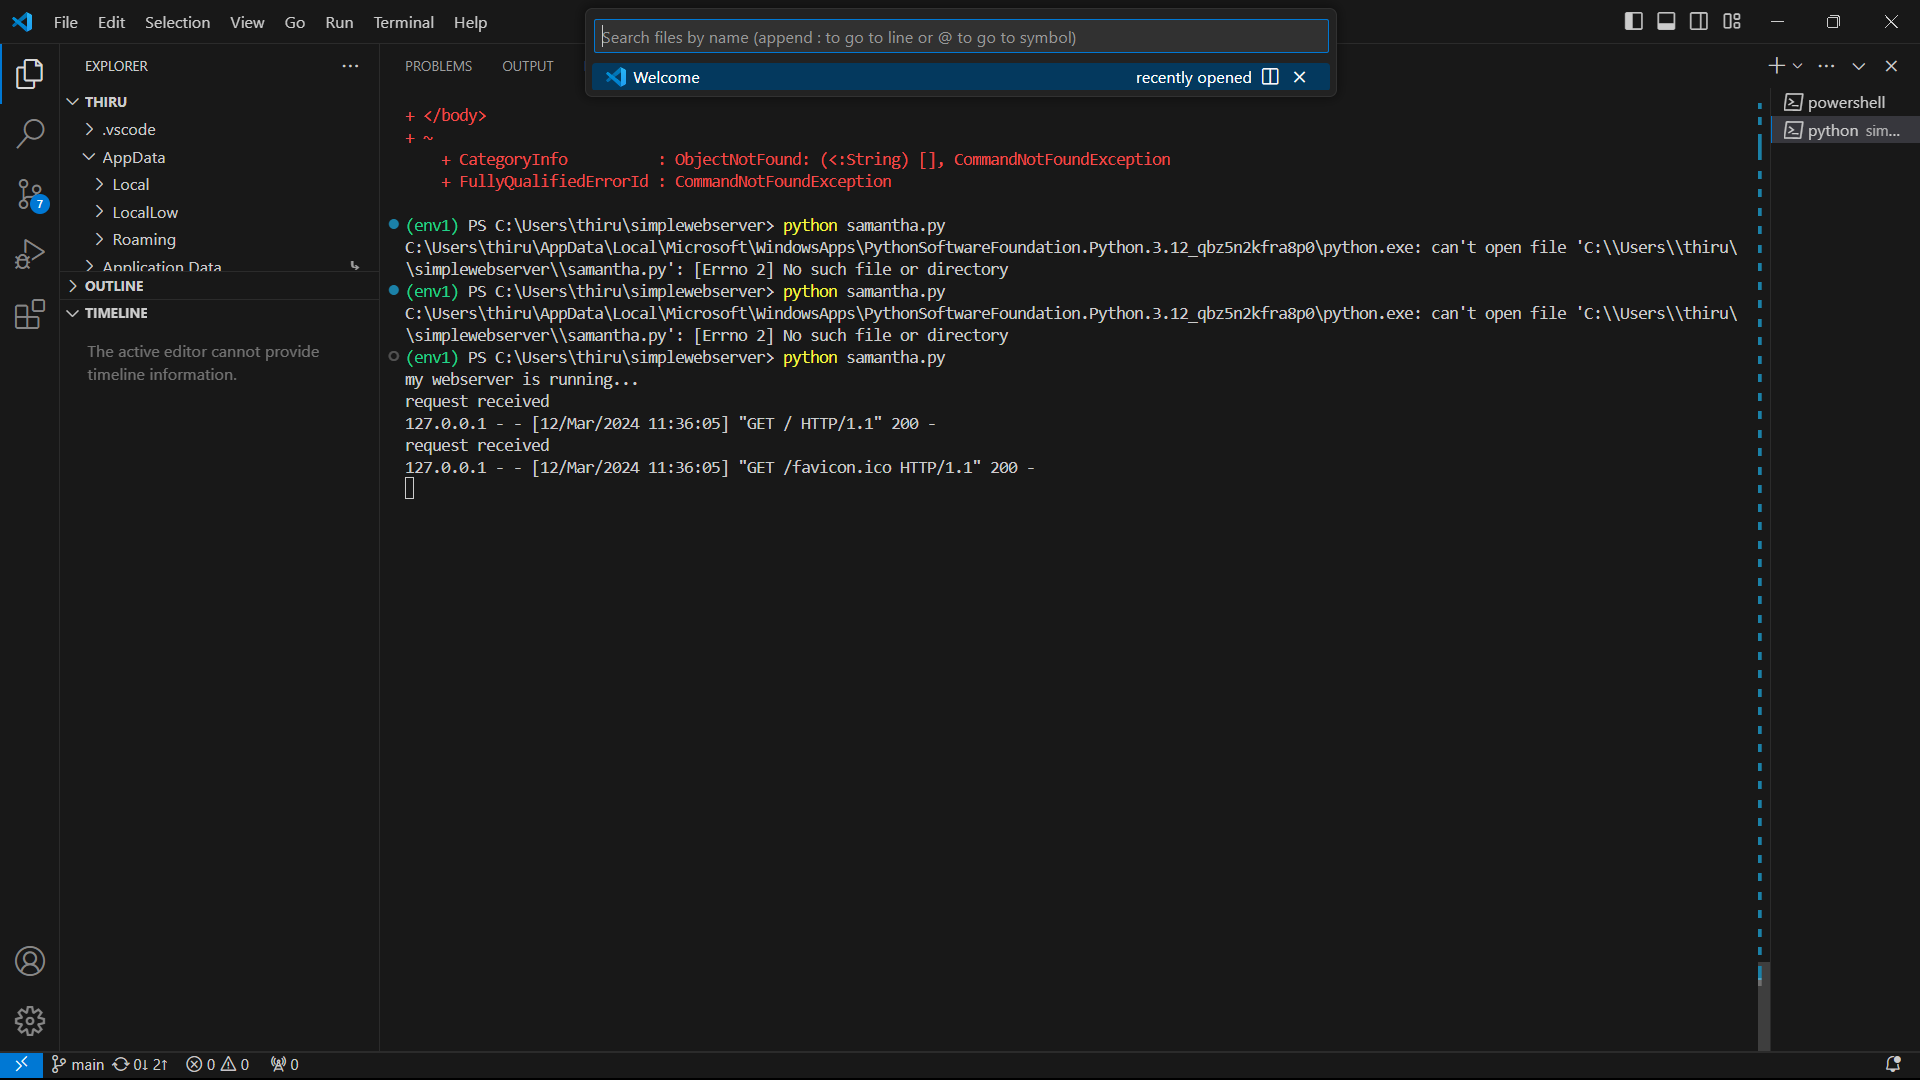 File Edit Selection View Go Run Terminal Help
Search files by name (append : to go to line or @ to go to symbol)
Welcome recently opened
EXPLORER
THIRU
.vscode
AppData
Local
LocalLow
Roaming
Application Data
OUTLINE
TIMELINE
The active editor cannot provide
timeline information.
7
PROBLEMS OUTPUT
+ </body>
+ ~
+ CategoryInfo : ObjectNotFound: (<:String) [], CommandNotFoundException
+ FullyQualifiedErrorId : CommandNotFoundException
(env1) PS C:\Users\thiru\simplewebserver> python samantha.py
C:\Users\thiru\AppData\Local\Microsoft\WindowsApps\PythonSoftwareFoundation.Python.3.12_qbz5n2kfra8p0\python.exe: can't open file 'C:\\Users\\thiru\
\simplewebserver\\samantha.py': [Errno 2] No such file or directory
(env1) PS C:\Users\thiru\simplewebserver> python samantha.py
C:\Users\thiru\AppData\Local\Microsoft\WindowsApps\PythonSoftwareFoundation.Python.3.12_qbz5n2kfra8p0\python.exe: can't open file 'C:\\Users\\thiru\
\simplewebserver\\samantha.py': [Errno 2] No such file or directory
(env1) PS C:\Users\thiru\simplewebserver> python samantha.py
my webserver is running...
request received
127.0.0.1 - - [12/Mar/2024 11:36:05] "GET / HTTP/1.1" 200 -
request received
127.0.0.1 - - [12/Mar/2024 11:36:05] "GET /favicon.ico HTTP/1.1" 200 -
powershell
python sim...
main 0↓ 2↑ 0 0 0